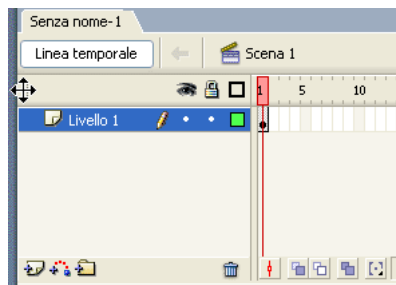 Senza nome-1
Linea temporale
Scena 1
1 5 10
Livello 1